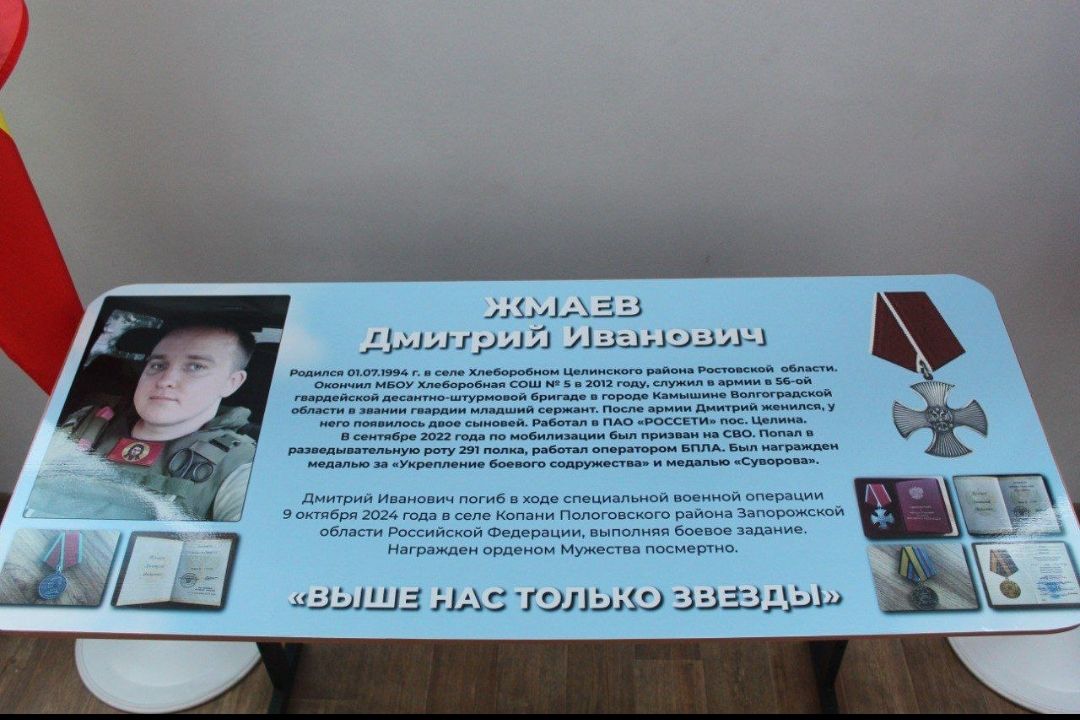 ЖМАЕВ
Дмитрий Иванович
Родился 01.07.1994 г. в селе Хлеборобном Целинского района Ростовской области.
Окончил МБОУ Хлеборобная СОШ № 5 в 2012 году, служил в армии в 56-ой
гвардейской десантно-штурмовой бригаде в городе Камышине Волгоградской
области в звании гвардии младший сержант. После армии Дмитрий женился, у
него появилось двое сыновей. Работал в ПАО «РОССЕТИ» пос. Целина.
В сентябре 2022 года по мобилизации был призван на СВО. Попал в
разведывательную роту 291 полка, работал оператором БПЛА. Был награжден
медалью за «Укрепление боевого содружества» и медалью «Суворова».
Дмитрий Иванович погиб в ходе специальной военной операции
9 октября 2024 года в селе Копани Пологовского района Запорожской
области Российской Федерации, выполняя боевое задание.
Награжден орденом Мужества посмертно.
«ВЫШЕ НАС ТОЛЬКО ЗВЕЗДЫ»